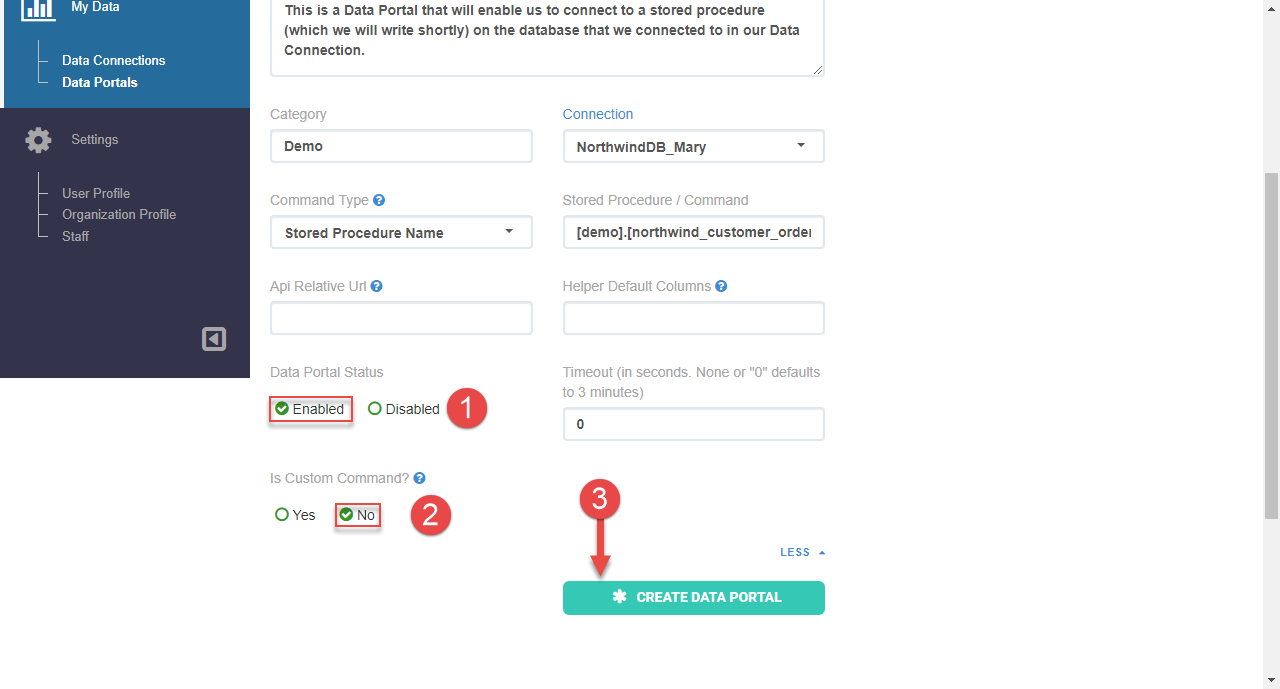 My Data
Data Connections
Data Portals
Settings
User Profile
Organization Profile
Staff
This is a Data Portal that will enable us to connect to a stored procedure
(which we will write shortly) on the database that we connected to in our Data
Connection.
Category
Connection
Demo
NorthwindDB_Mary
Command Type ?
Stored Procedure / Command
Stored Procedure Name
[demo].[northwind_customer_order
Api Relative Url ?
Helper Default Columns ?
Data Portal Status
Timeout (in seconds. None or "0" defaults
to 3 minutes)
Enabled
Disabled
1
0
Is Custom Command? ?
Yes
No
2
3
LESS
CREATE DATA PORTAL